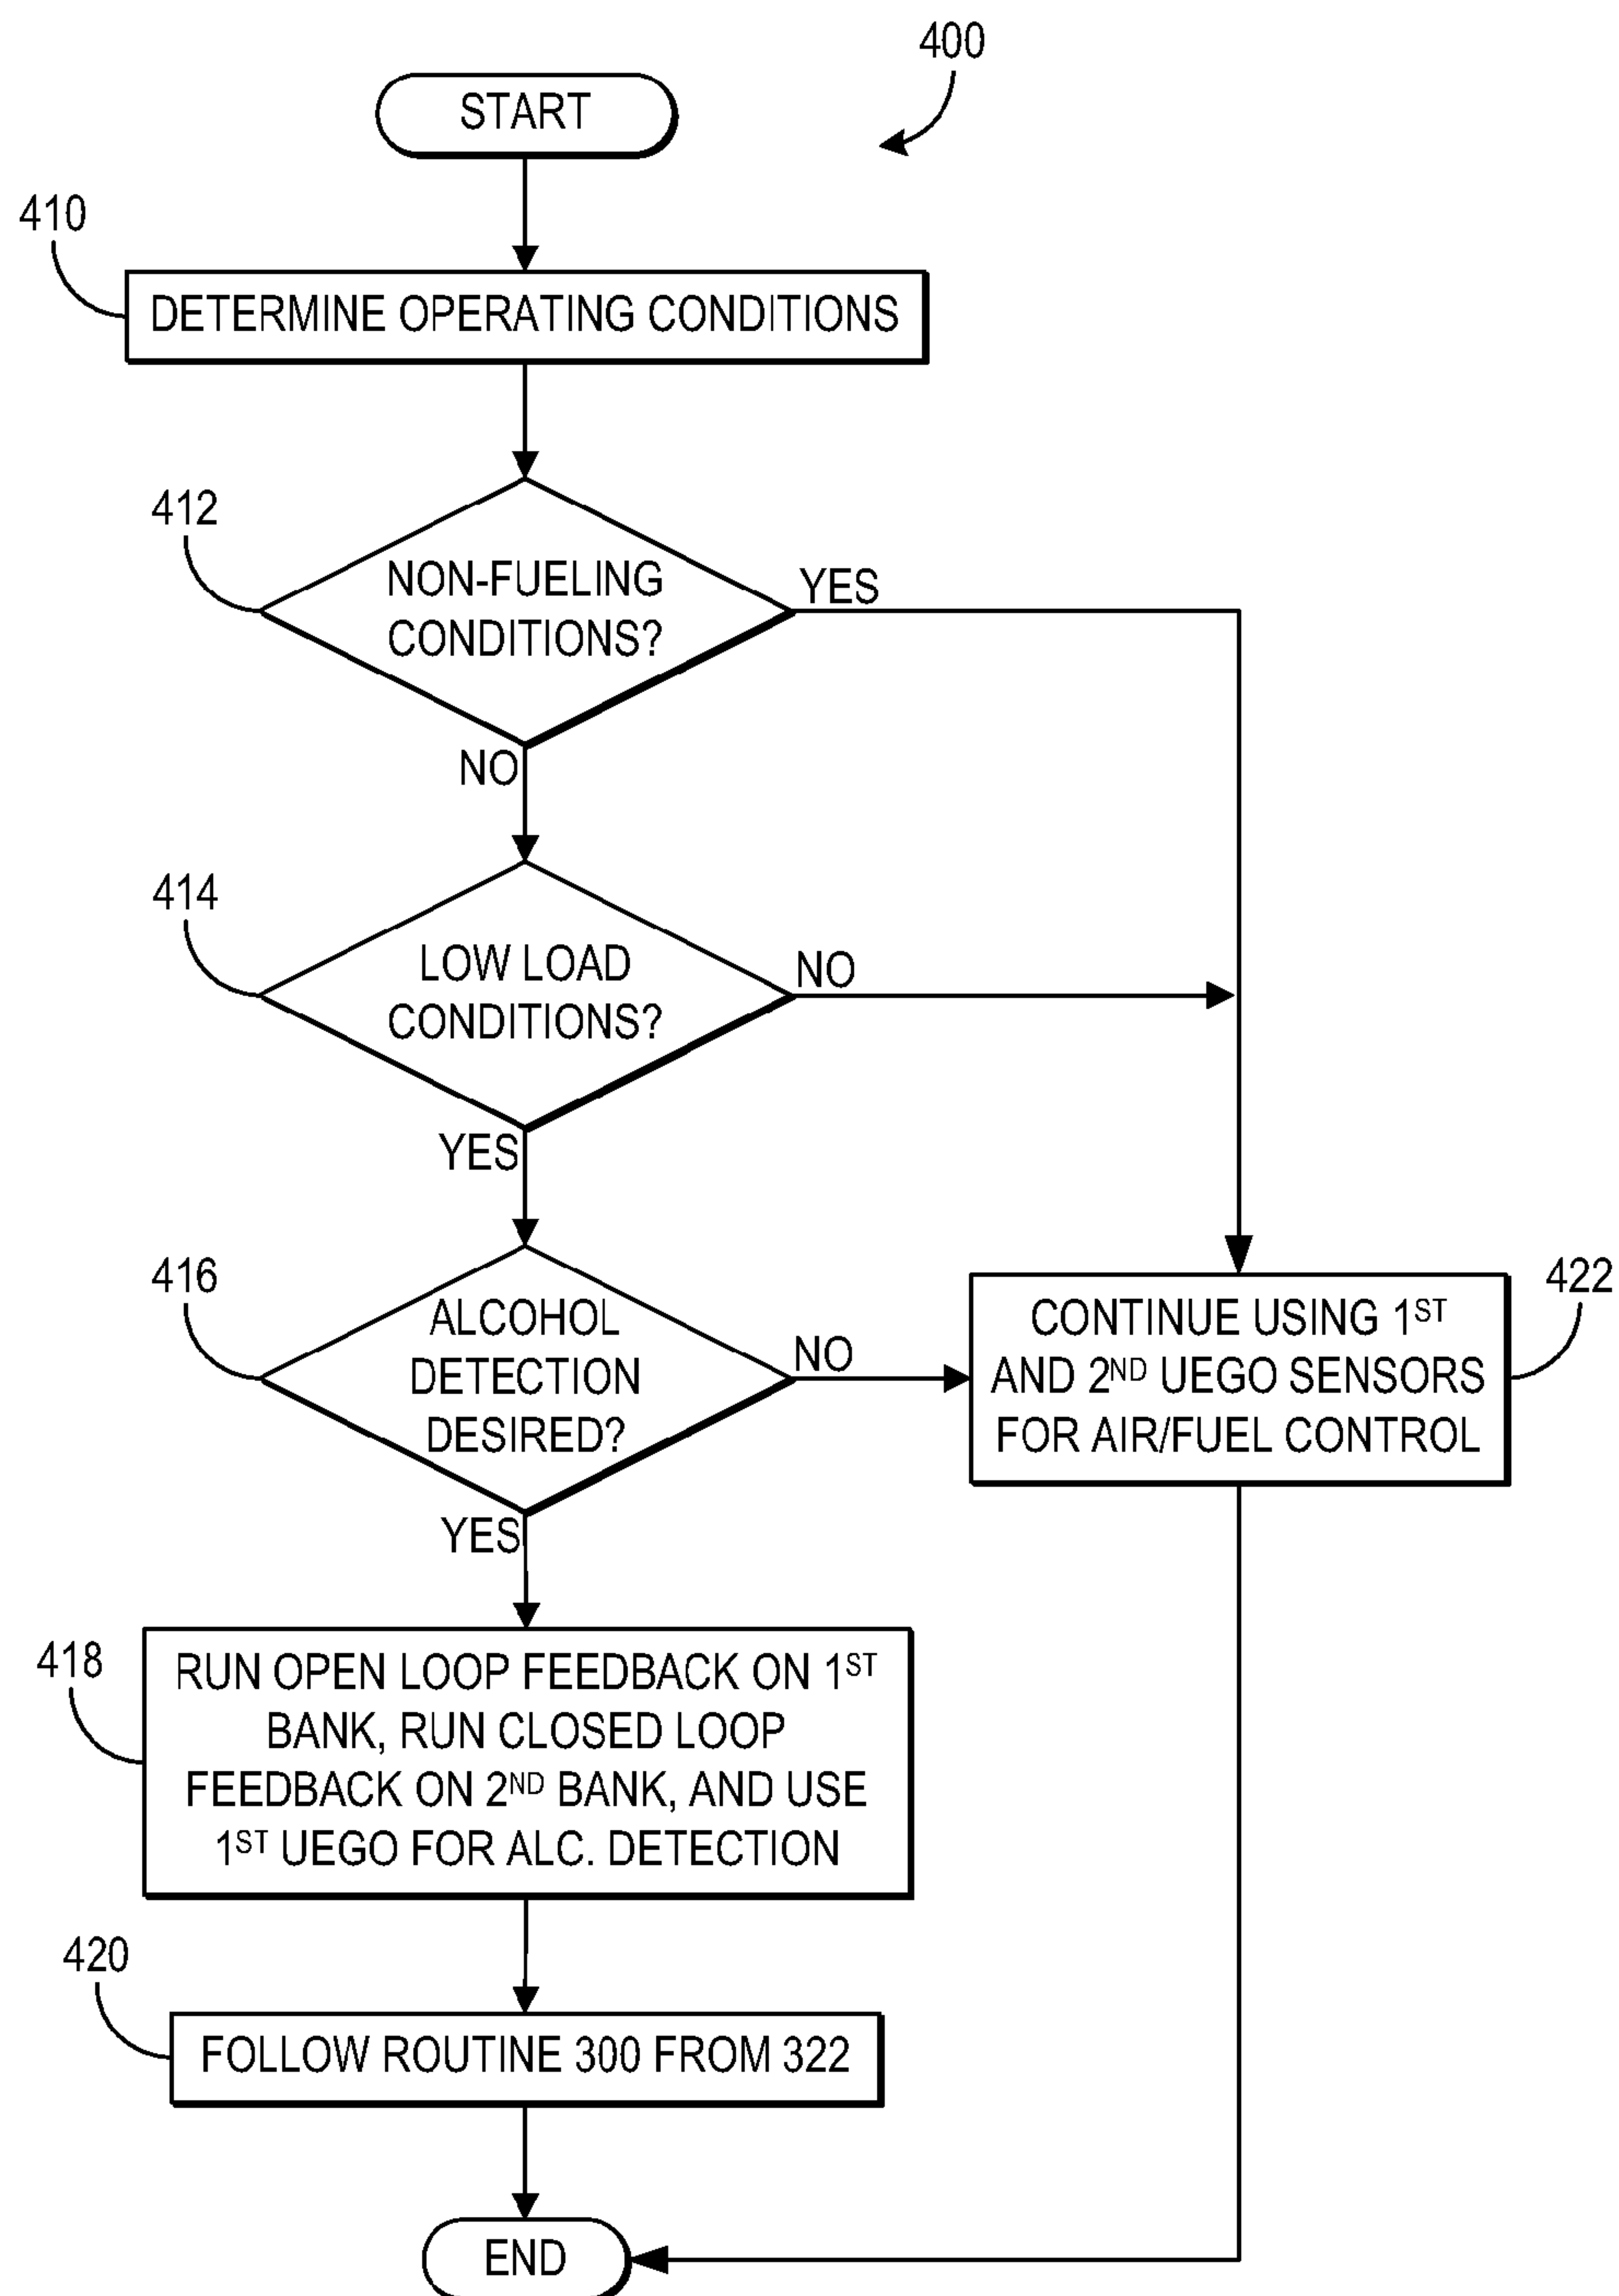 400
START
410
DETERMINE OPERATING CONDITIONS
412
NON-FUELING
CONDITIONS?
YES
NO
414
LOW LOAD
CONDITIONS?
NO
YES
416
ALCOHOL
DETECTION
DESIRED?
NO
YES
422
CONTINUE USING 1ST
AND 2ND UEGO SENSORS
FOR AIR/FUEL CONTROL
418
RUN OPEN LOOP FEEDBACK ON 1ST
BANK, RUN CLOSED LOOP
FEEDBACK ON 2ND BANK, AND USE
1ST UEGO FOR ALC. DETECTION
420
FOLLOW ROUTINE 300 FROM 322
END